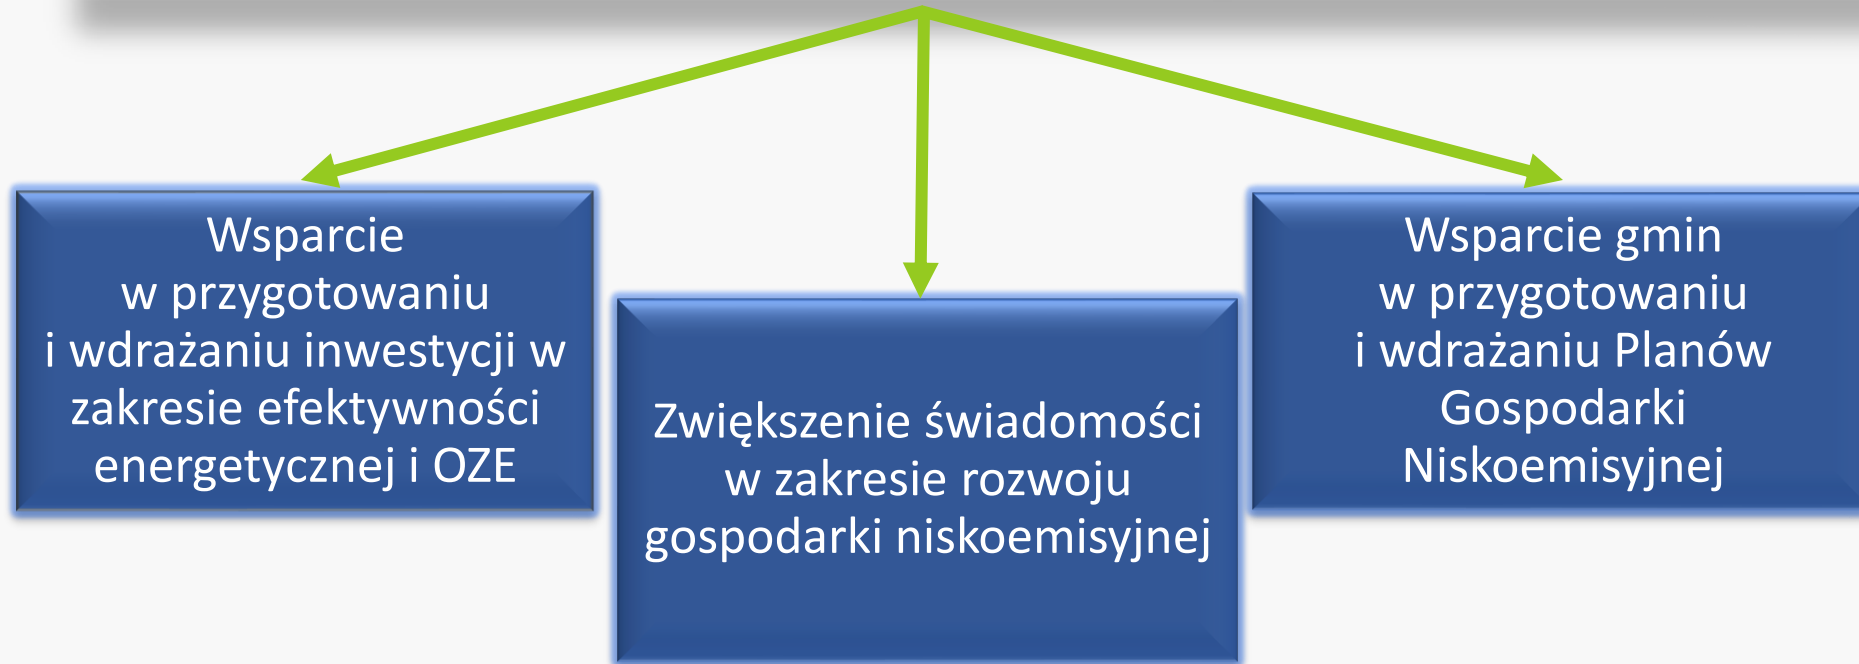 Wsparcie
w przygotowaniu
i wdrażaniu inwestycji w
zakresie efektywności
energetycznej i OZE
Zwiększenie świadomości
w zakresie rozwoju
gospodarki niskoemisyjnej
Wsparcie gmin
w przygotowaniu
i wdrażaniu Planów
Gospodarki
Niskoemisyjnej